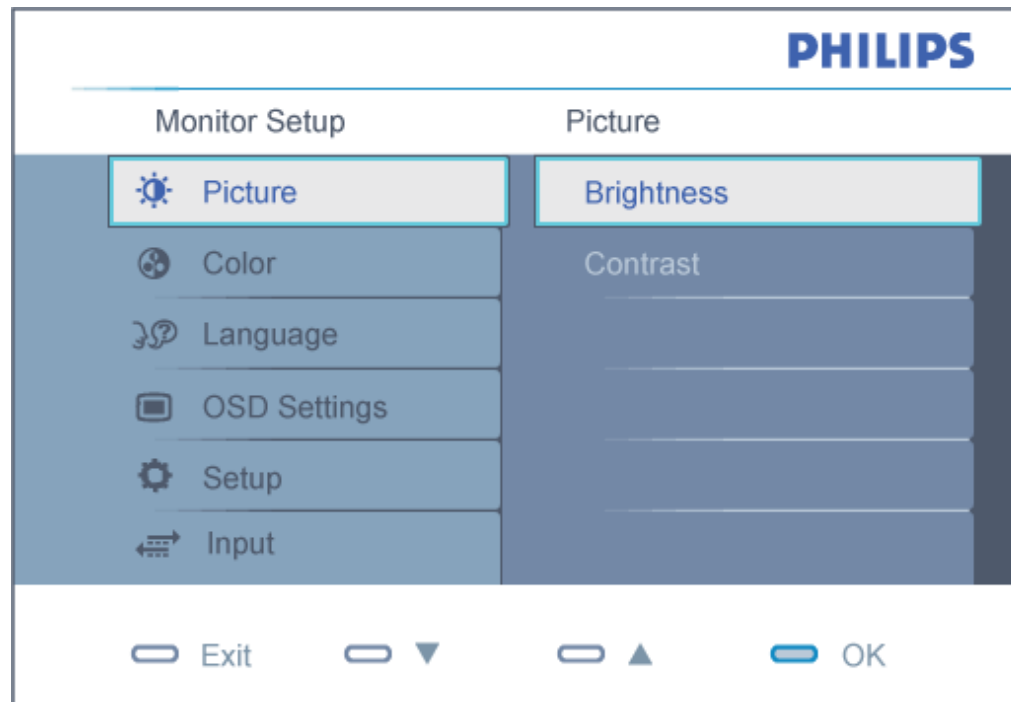 PHILIPS
Monitor Setup Picture
Picture Brightness
Color Contrast
Language
OSD Settings
Setup
Input
Exit ▼ ▲ OK